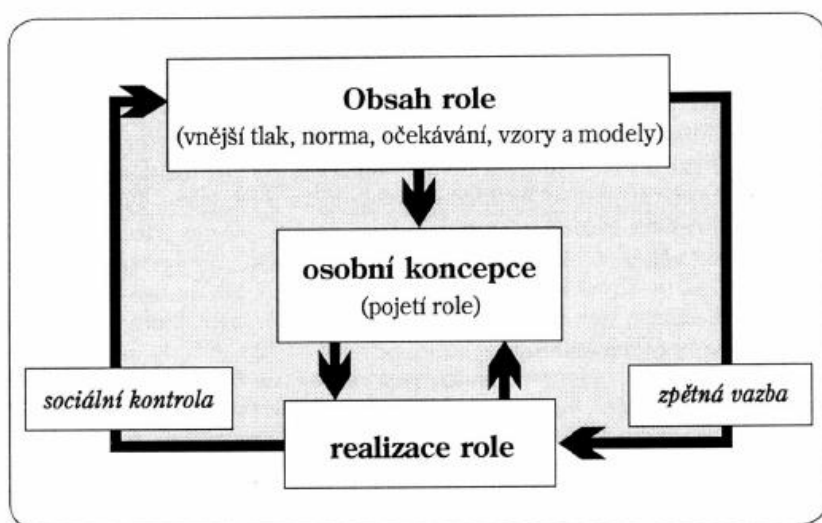 Obsah role
(vnější tlak, norma, očekávání, vzory a modely)
osobní koncepce
(pojetí role)
sociální kontrola
zpětná vazba
realizace role